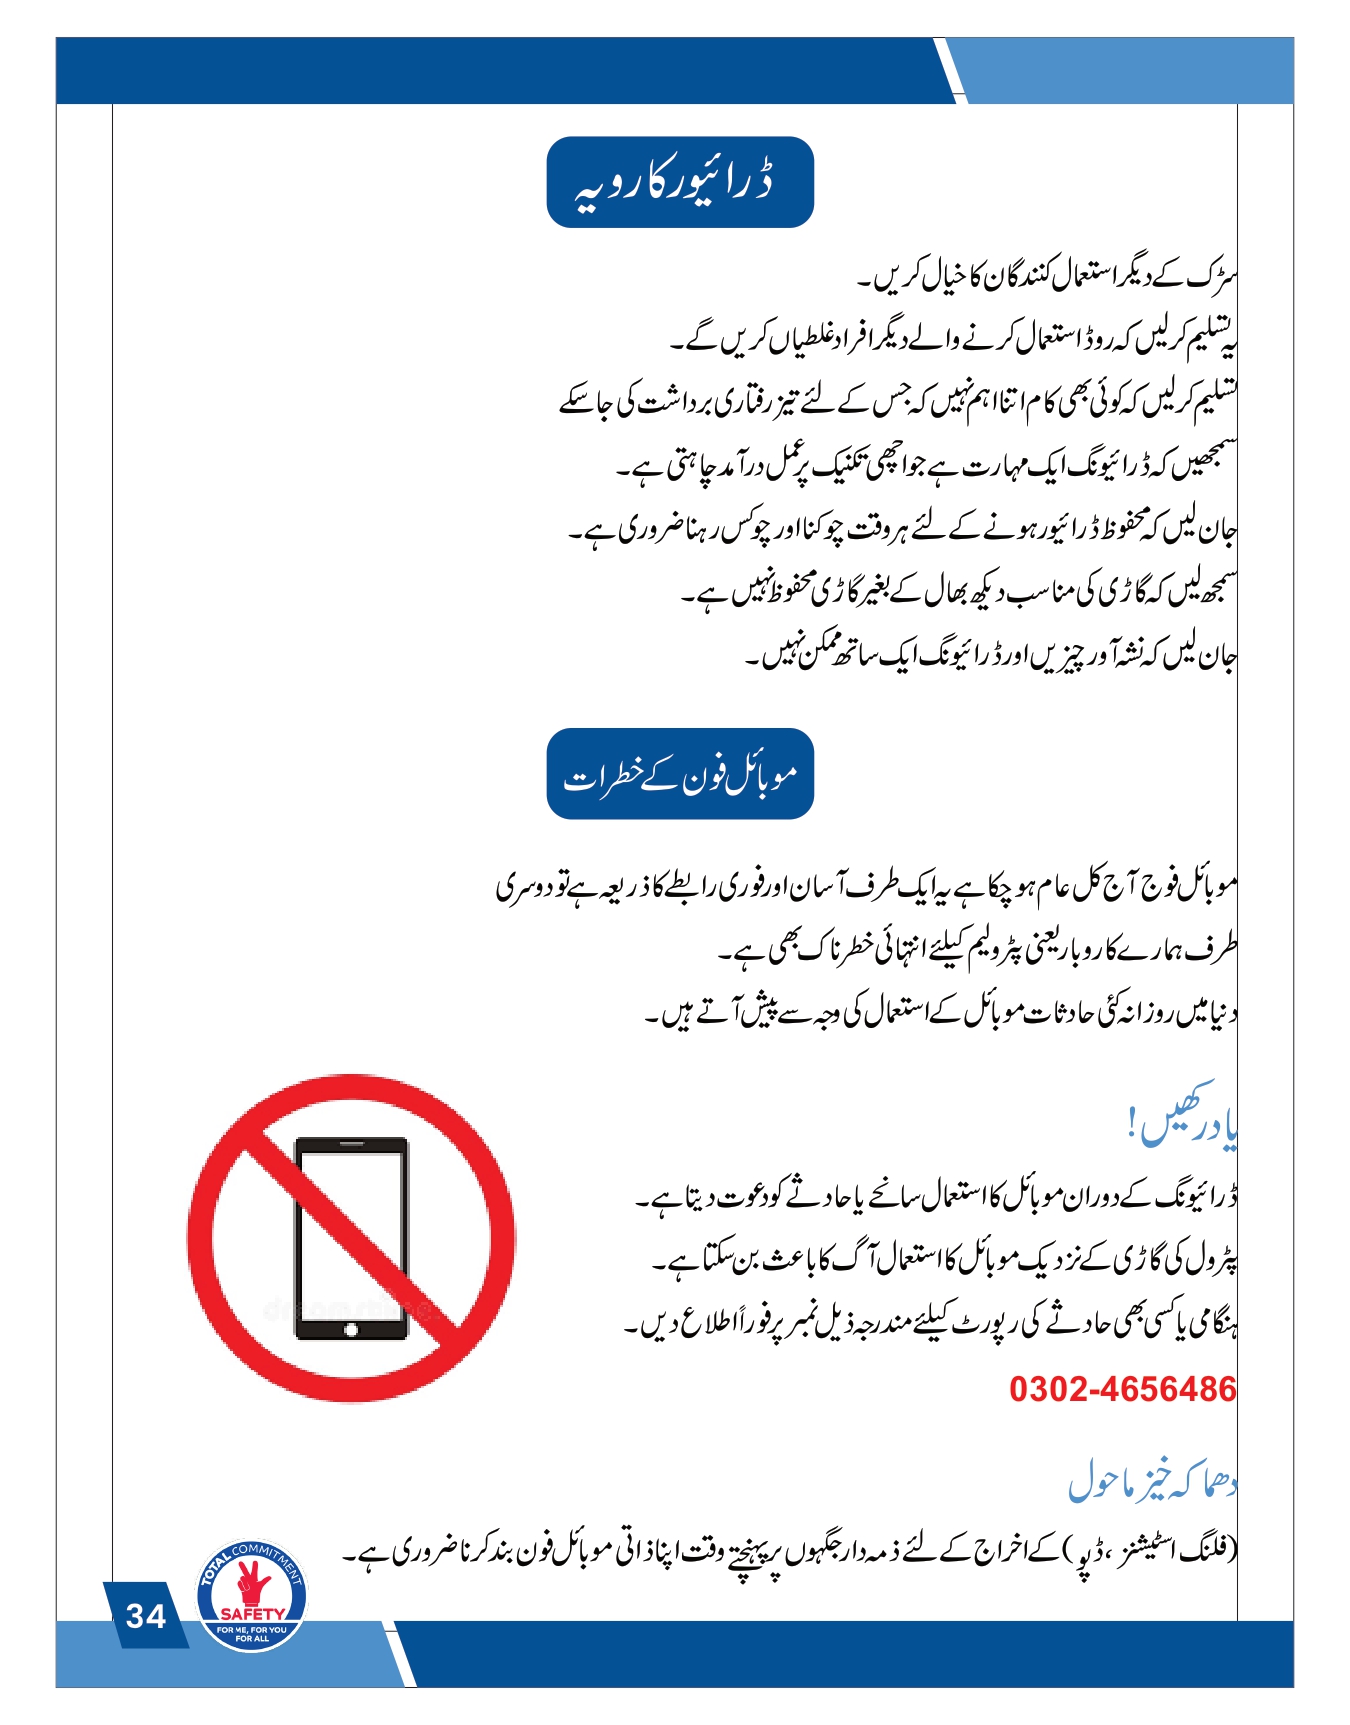 ڈرائیور کا رویہ
سڑک کے دیگر استعمال کنندگان کا خیال کریں۔
یہ تسلیم کرلیں کہ روڈ استعمال کرنے والے دیگر افراد غلطیاں کریں گے۔
تسلیم کرلیں کہ کوئی بھی کام اتنا اہم نہیں کہ جس کے لئے تیز رفتاری برداشت کی جاسکے
سمجھیں کہ ڈرائیونگ ایک مہارت ہے جو اچھی تکنیک پر عمل درآمد چاہتی ہے۔
جان لیں کہ محفوظ ڈرائیور ہونے کے لئے ہر وقت چوکنا اور چوکس رہنا ضروری ہے۔
سمجھ لیں کہ گاڑی کی مناسب دیکھ بھال کے بغیر گاڑی محفوظ نہیں ہے۔
جان لیں کہ نشہ آور چیزیں اور ڈرائیونگ ایک ساتھ ممکن نہیں۔
موبائل فون کے خطرات
موبائل فوج آج کل عام ہو چکا ہے یہ ایک طرف آسان اور فوری رابطے کا ذریعہ ہے تو دوسری
طرف ہمارے کاروبار یعنی پٹرولیم کیلئے انتہائی خطرناک بھی ہے۔
دنیا میں روزانہ کئی حادثات موبائل کے استعمال کی وجہ سے پیش آتے ہیں۔
یاد رکھیں!
ڈرائیونگ کے دوران موبائل کا استعمال سانحے یا حادثے کو دعوت دیتا ہے۔
پٹرول کی گاڑی کے نزدیک موبائل کا استعمال آگ کا باعث بن سکتا ہے۔
ہنگامی یا کسی بھی حادثے کی رپورٹ کیلئے مندرجہ ذیل نمبر پر فوراً اطلاع دیں۔
0302-4656486
دھماکہ خیز ماحول
(فلنگ اسٹیشنز، ڈپو) کے اخراج کے لئے ذمہ دار جگہوں پر پہنچتے وقت اپنا ذاتی موبائل فون بند کرنا ضروری ہے۔
34
TOTAL COMMITMENT
SAFETY
FOR ME, FOR YOU
FOR ALL